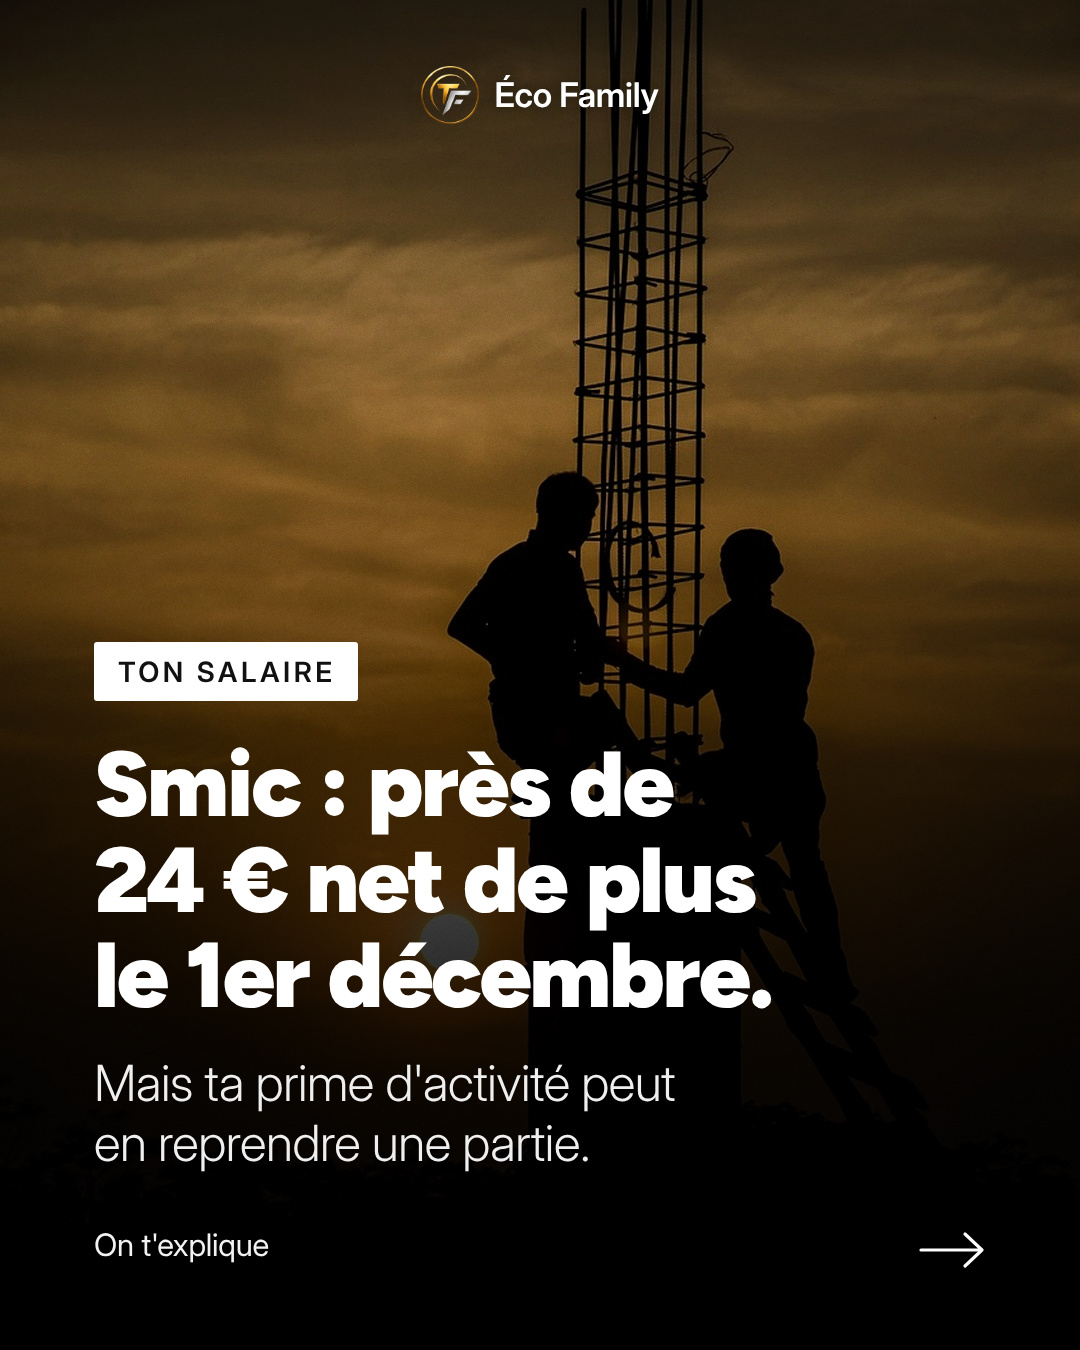 TF Éco Family
TON SALAIRE
Smic : près de
24 € net de plus
le 1er décembre.
Mais ta prime d'activité peut
en reprendre une partie.
On t'explique